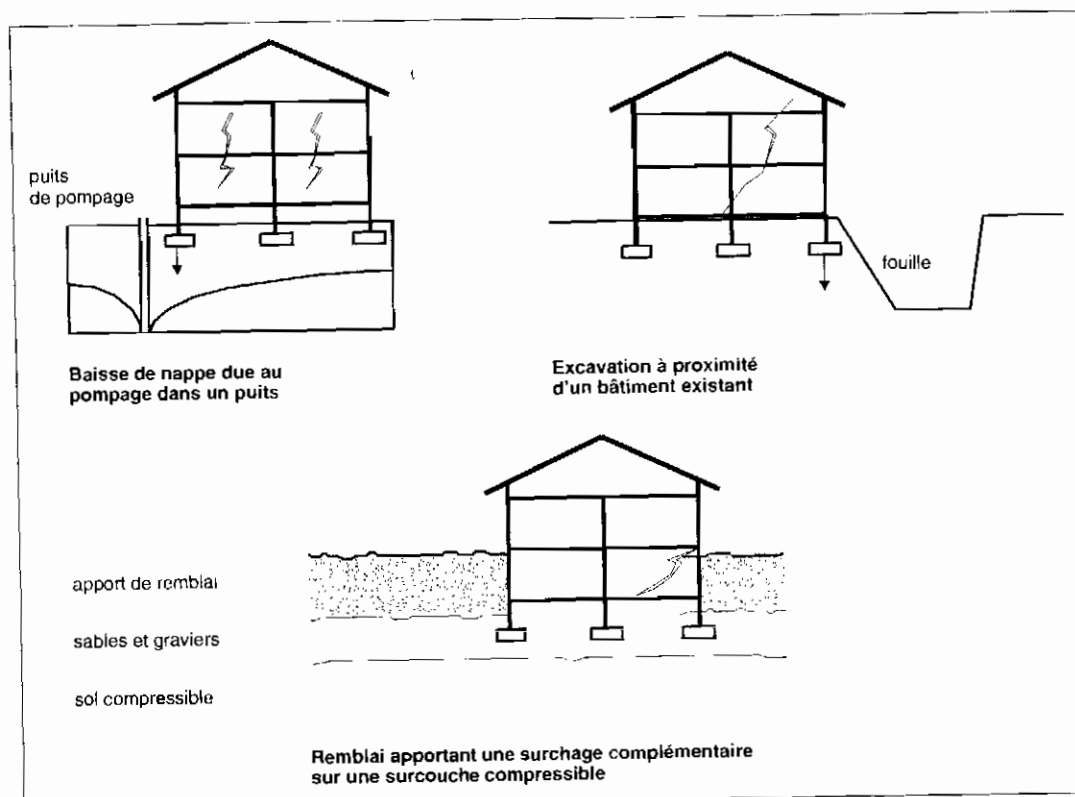 puits
de pompage
fouille
Baisse de nappe due au
pompage dans un puits
Excavation à proximité
d'un bâtiment existant
apport de remblai
sables et graviers
sol compressible
Remblai apportant une surchage complémentaire
sur une surcouche compressible